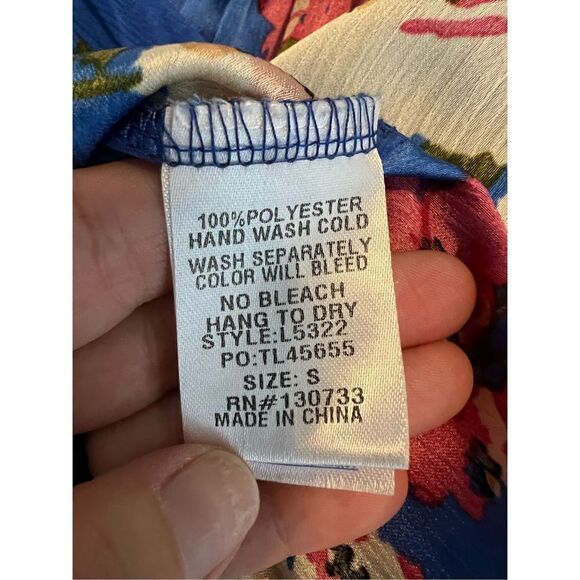 100%POLYESTER
HAND WASH COLD
WASH SEPARATELY
COLOR WILL BLEED
NO BLEACH
HANG TO DRY
STYLE:L5322
PO:TL45655
SIZE: S
RN#130733
MADE IN CHINA